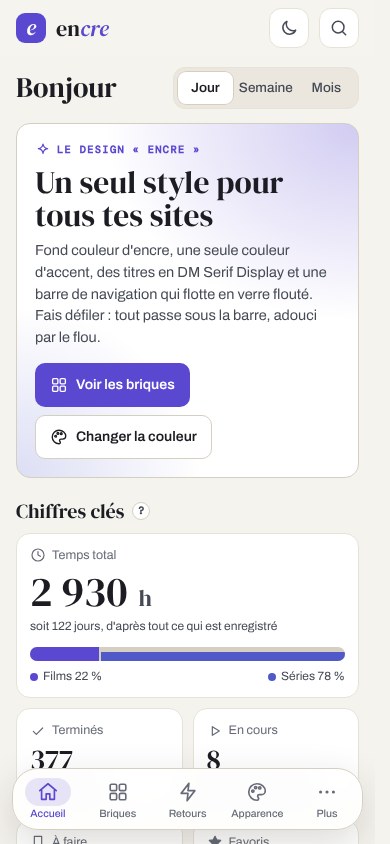 e encre
Bonjour
Jour Semaine Mois
LE DESIGN « ENCRE »
Un seul style pour
tous tes sites
Fond couleur d'encre, une seule couleur
d'accent, des titres en DM Serif Display et une
barre de navigation qui flotte en verre flouté.
Fais défiler : tout passe sous la barre, adouci
par le flou.
Voir les briques
Changer la couleur
Chiffres clés ?
Temps total
2 930 h
soit 122 jours, d'après tout ce qui est enregistré
Films 22 % Séries 78 %
Terminés En cours
377 8
Accueil Briques Retours Apparence Plus
À faire Favoris